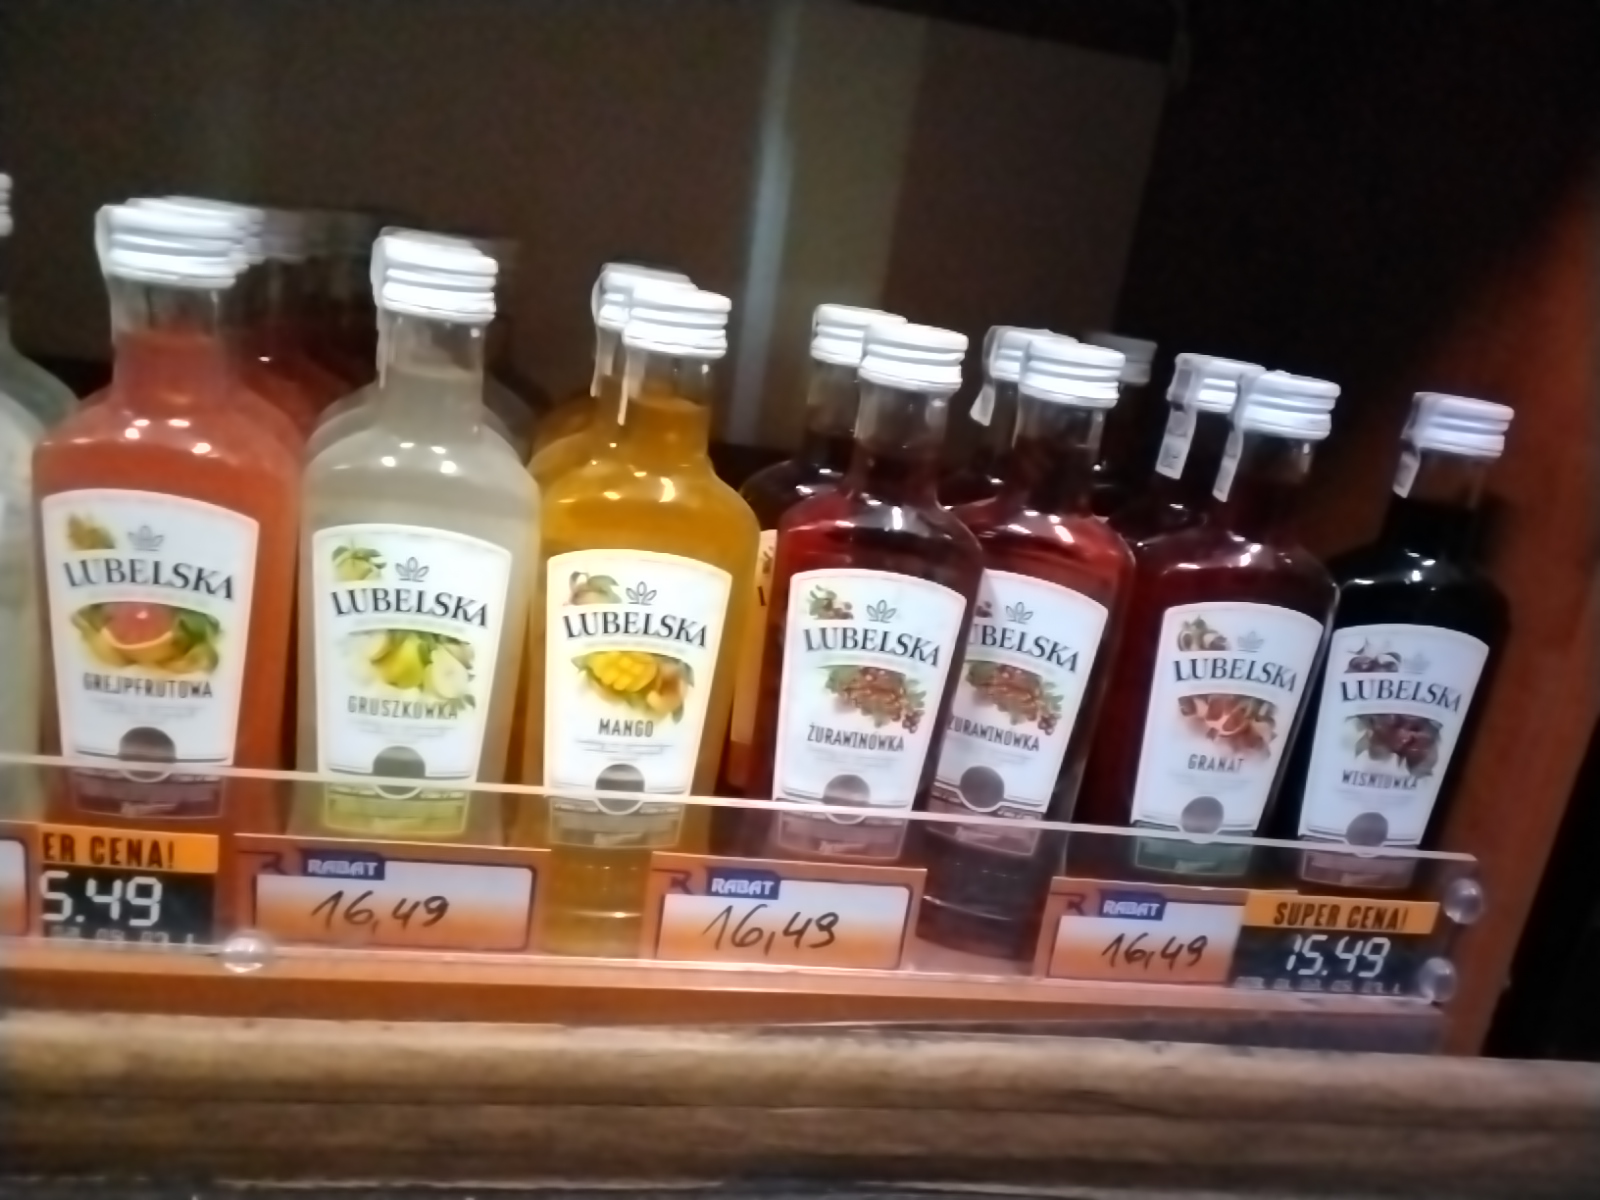 LUBELSKA
GREJPFRUTOWA
LUBELSKA
GRUSZKÓWKA
LUBELSKA
MANGO
LUBELSKA
ŻURAWINÓWKA
UBELSKA
ŻURAWINÓWKA
LUBELSKA
GRANAT
LUBELSKA
WIŚNIÓWKA
ER CENA!
5.49
RABAT
16,49
RABAT
16,49
RABAT
16,49
SUPER CENA!
15.49